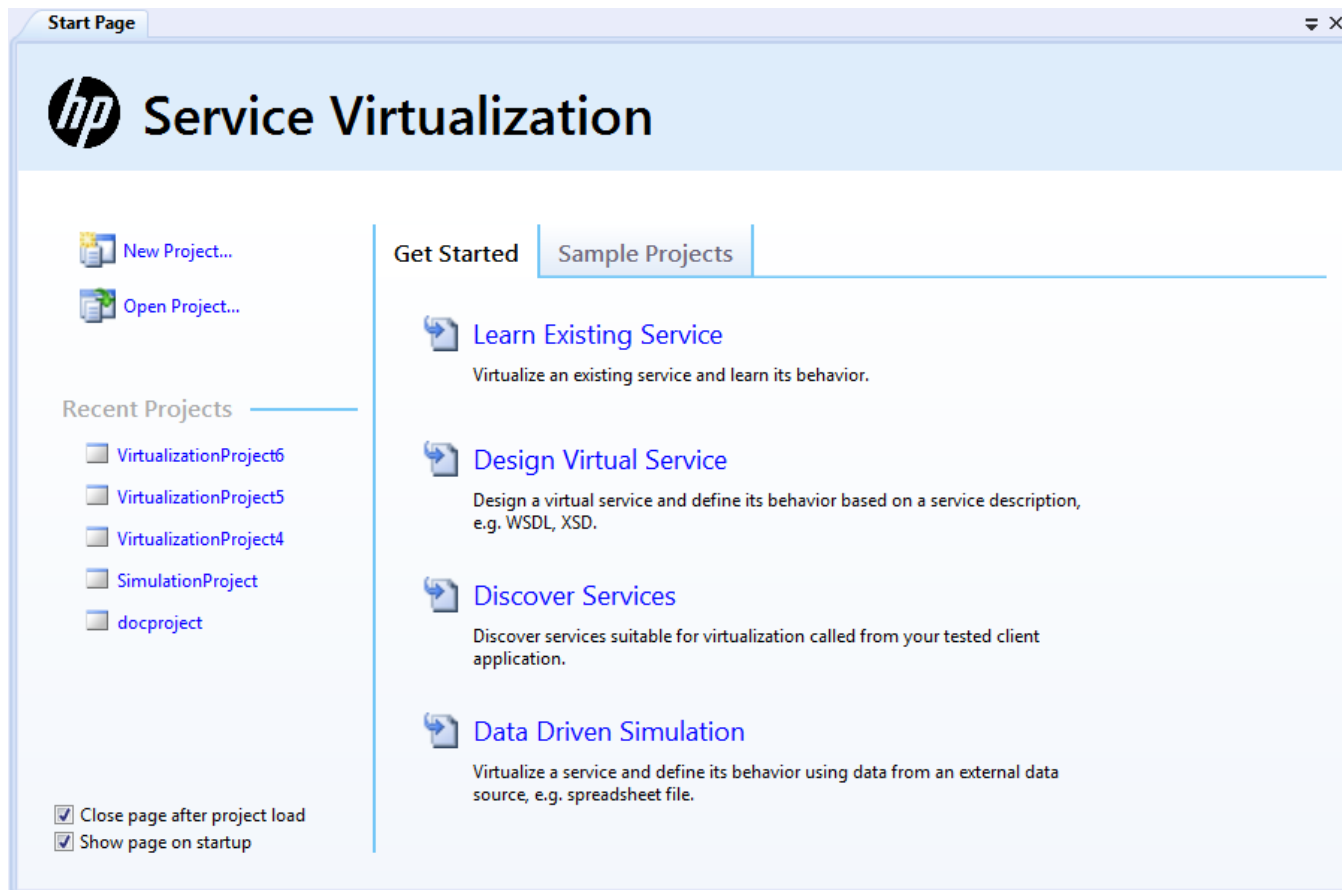 Start Page
hp Service Virtualization
New Project...
Open Project...
Recent Projects
VirtualizationProject6
VirtualizationProject5
VirtualizationProject4
SimulationProject
docproject
Close page after project load
Show page on startup
Get Started
Sample Projects
Learn Existing Service
Virtualize an existing service and learn its behavior.
Design Virtual Service
Design a virtual service and define its behavior based on a service description,
e.g. WSDL, XSD.
Discover Services
Discover services suitable for virtualization called from your tested client
application.
Data Driven Simulation
Virtualize a service and define its behavior using data from an external data
source, e.g. spreadsheet file.